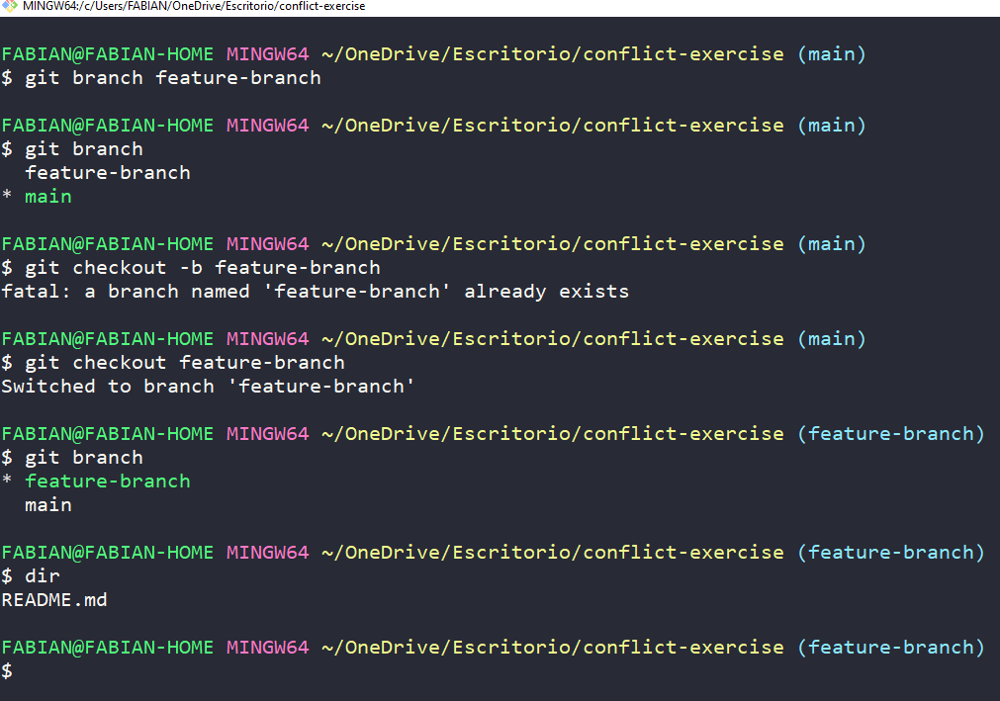 MINGW64:/c/Users/FABIAN/OneDrive/Escritorio/conflict-exercise
FABIAN@FABIAN-HOME MINGW64 ~/OneDrive/Escritorio/conflict-exercise (main)
$ git branch feature-branch
FABIAN@FABIAN-HOME MINGW64 ~/OneDrive/Escritorio/conflict-exercise (main)
$ git branch
  feature-branch
* main
FABIAN@FABIAN-HOME MINGW64 ~/OneDrive/Escritorio/conflict-exercise (main)
$ git checkout -b feature-branch
fatal: a branch named 'feature-branch' already exists
FABIAN@FABIAN-HOME MINGW64 ~/OneDrive/Escritorio/conflict-exercise (main)
$ git checkout feature-branch
Switched to branch 'feature-branch'
FABIAN@FABIAN-HOME MINGW64 ~/OneDrive/Escritorio/conflict-exercise (feature-branch)
$ git branch
* feature-branch
  main
FABIAN@FABIAN-HOME MINGW64 ~/OneDrive/Escritorio/conflict-exercise (feature-branch)
$ dir
README.md
FABIAN@FABIAN-HOME MINGW64 ~/OneDrive/Escritorio/conflict-exercise (feature-branch)
$